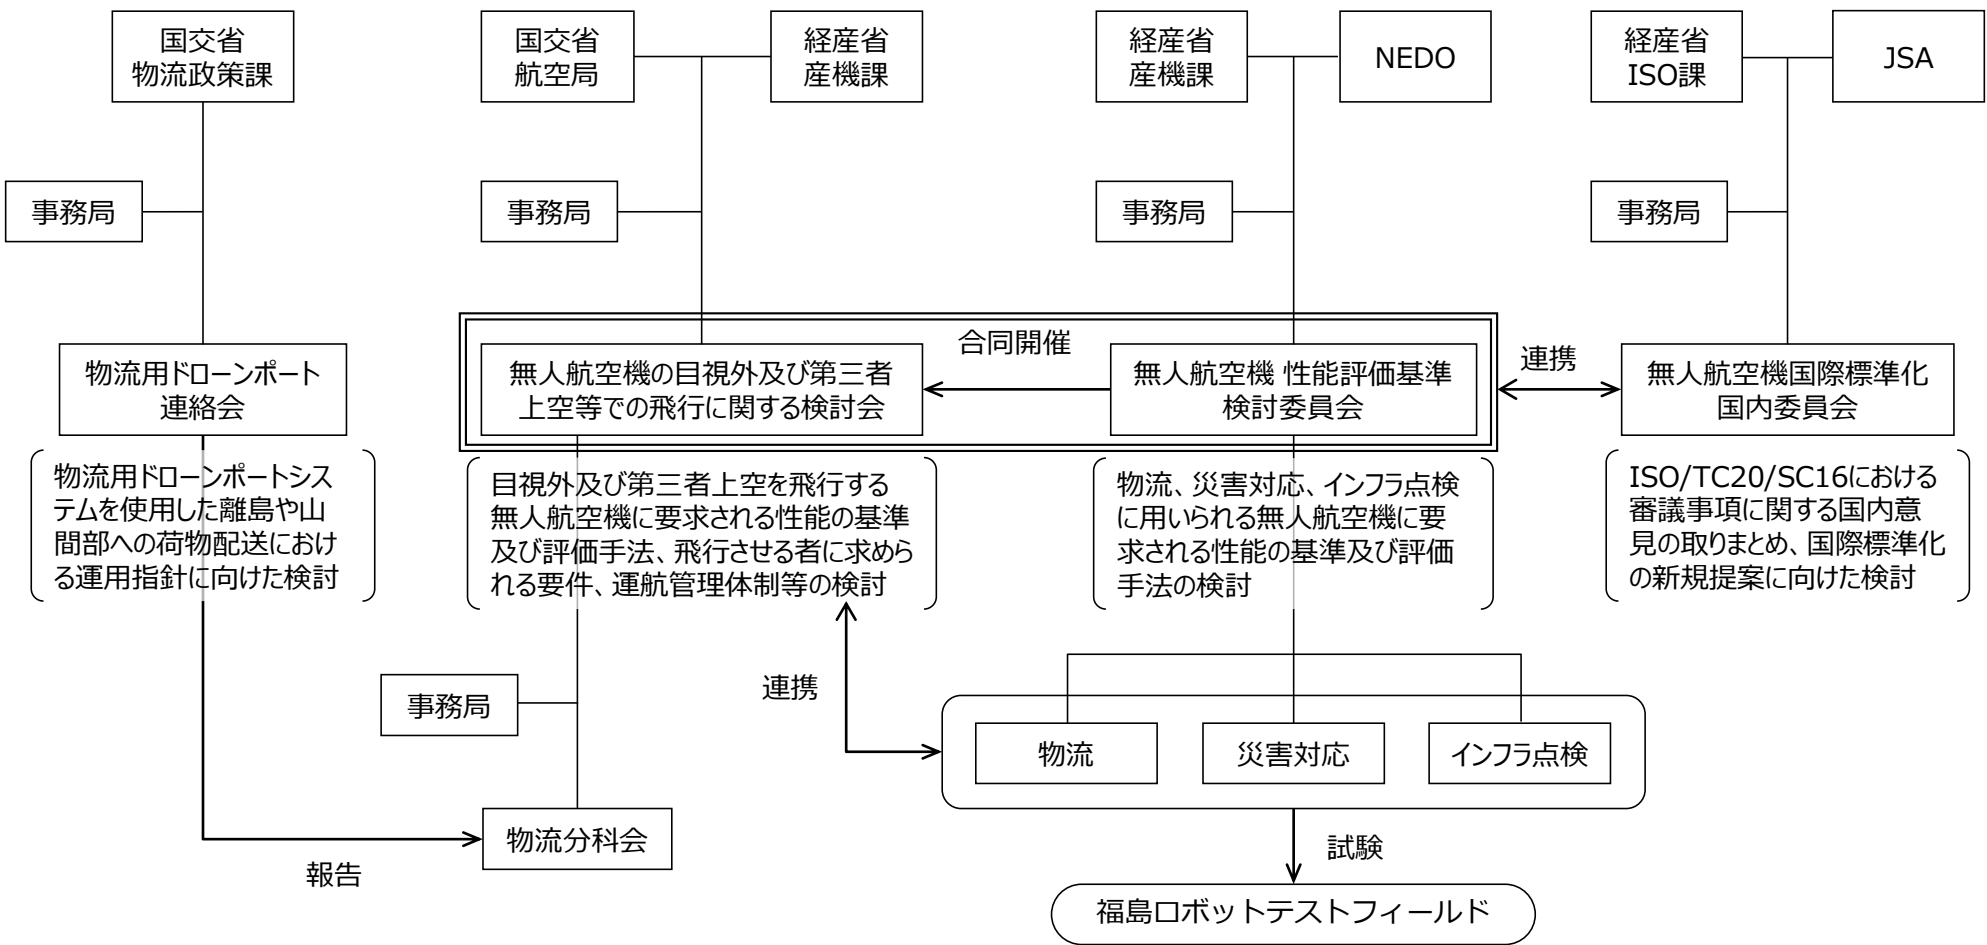 国交省
物流政策課
国交省
航空局
経産省
産機課
経産省
産機課
NEDO
経産省
ISO課
JSA
事務局
事務局
事務局
事務局
合同開催
物流用ドローンポート
連絡会
無人航空機の目視外及び第三者
上空等での飛行に関する検討会
無人航空機 性能評価基準
検討委員会
連携
無人航空機国際標準化
国内委員会
物流用ドローンポートシス
テムを使用した離島や山
間部への荷物配送におけ
る運用指針に向けた検討
目視外及び第三者上空を飛行する
無人航空機に要求される性能の基準
及び評価手法、飛行させる者に求めら
れる要件、運航管理体制等の検討
物流、災害対応、インフラ点検
に用いられる無人航空機に要
求される性能の基準及び評価
手法の検討
ISO/TC20/SC16における
審議事項に関する国内意
見の取りまとめ、国際標準化
の新規提案に向けた検討
事務局
連携
物流
災害対応
インフラ点検
物流分科会
報告
試験
福島ロボットテストフィールド